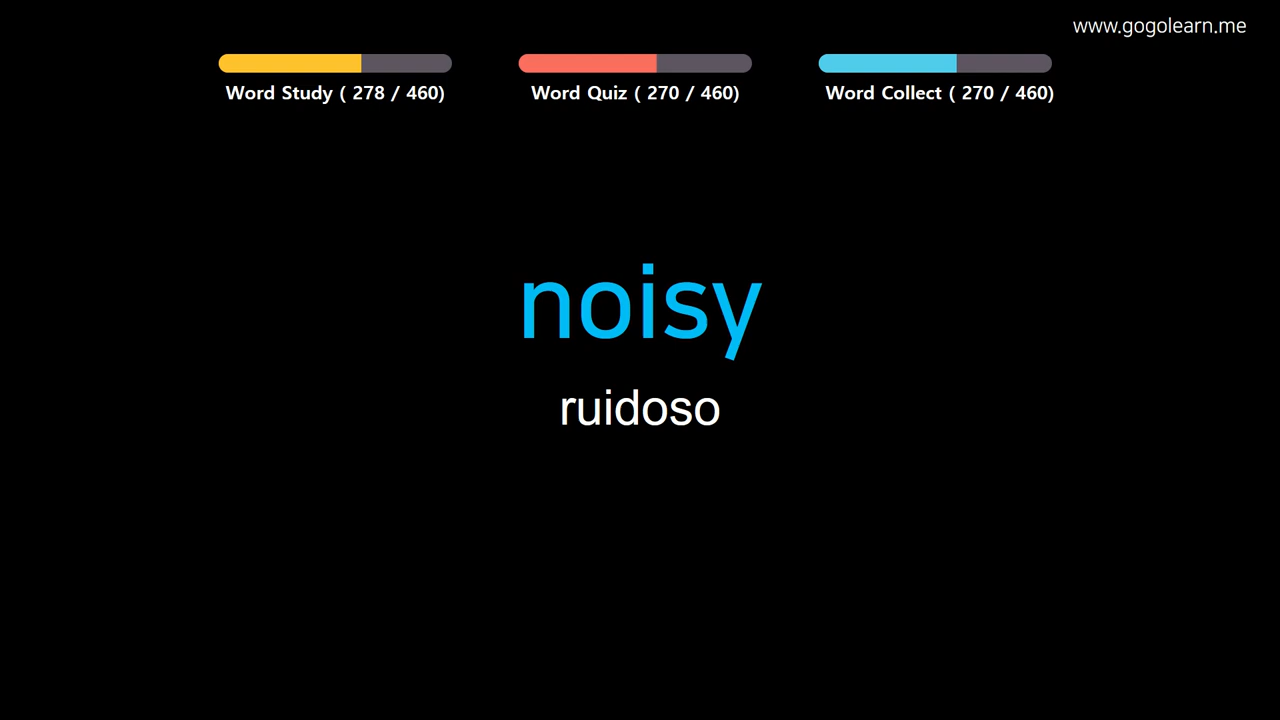 www.gogolearn.me
Word Study ( 278 / 460)
Word Quiz ( 270 / 460)
Word Collect ( 270 / 460)
noisy
ruidoso